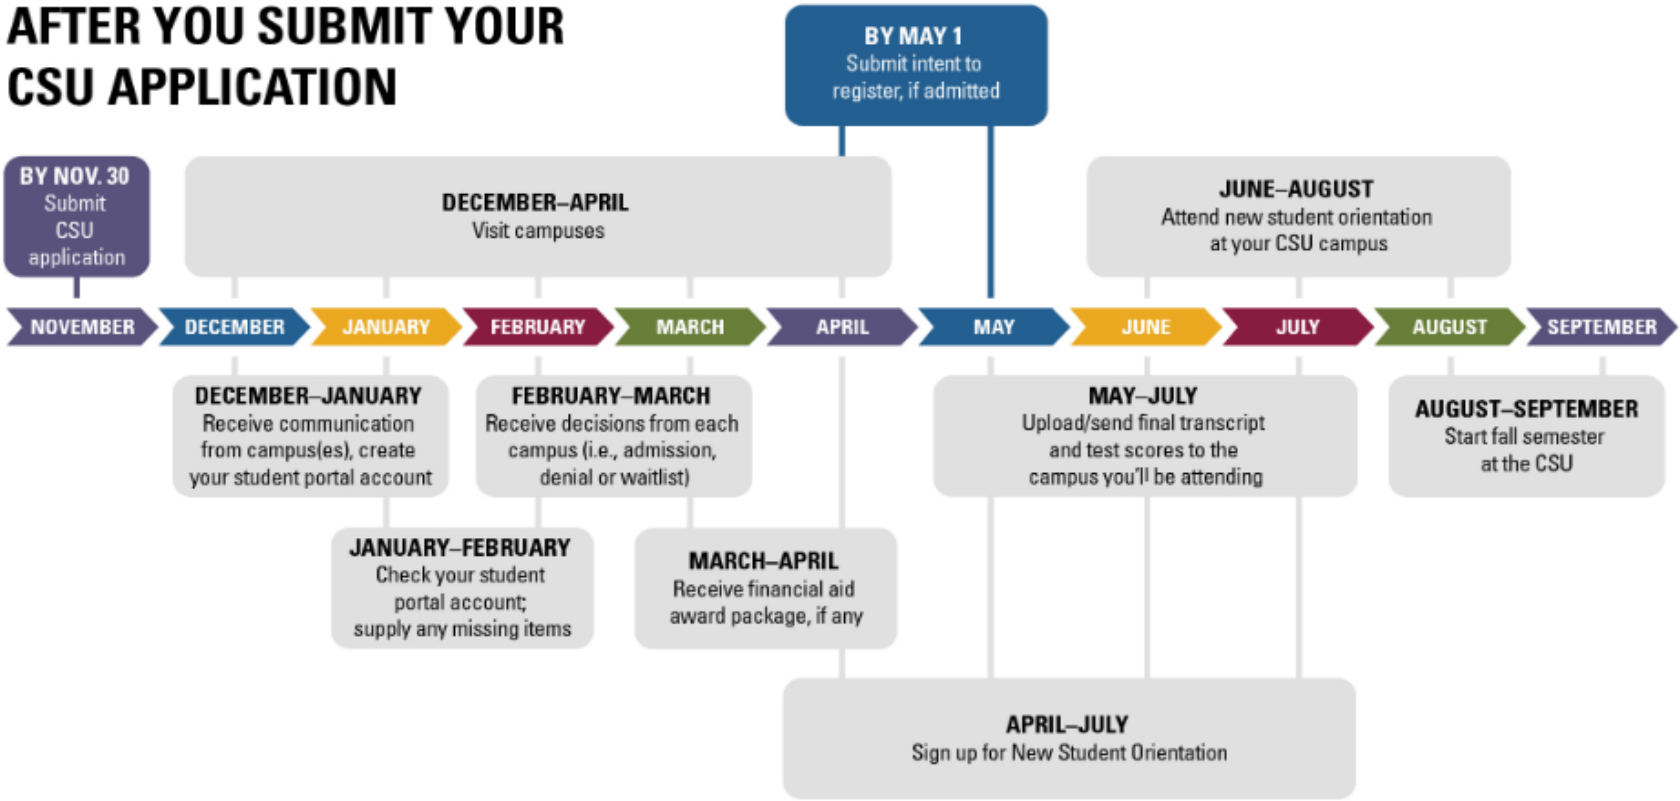 AFTER YOU SUBMIT YOUR
CSU APPLICATION
BY MAY 1
Submit intent to
register, if admitted
BY NOV. 30
Submit
CSU
application
DECEMBER–APRIL
Visit campuses
JUNE–AUGUST
Attend new student orientation
at your CSU campus
NOVEMBER
DECEMBER
JANUARY
FEBRUARY
MARCH
APRIL
MAY
JUNE
JULY
AUGUST
SEPTEMBER
DECEMBER–JANUARY
Receive communication
from campus(es), create
your student portal account
FEBRUARY–MARCH
Receive decisions from each
campus (i.e., admission,
denial or waitlist)
MAY–JULY
Upload/send final transcript
and test scores to the
campus you'll be attending
AUGUST–SEPTEMBER
Start fall semester
at the CSU
JANUARY–FEBRUARY
Check your student
portal account;
supply any missing items
MARCH–APRIL
Receive financial aid
award package, if any
APRIL–JULY
Sign up for New Student Orientation